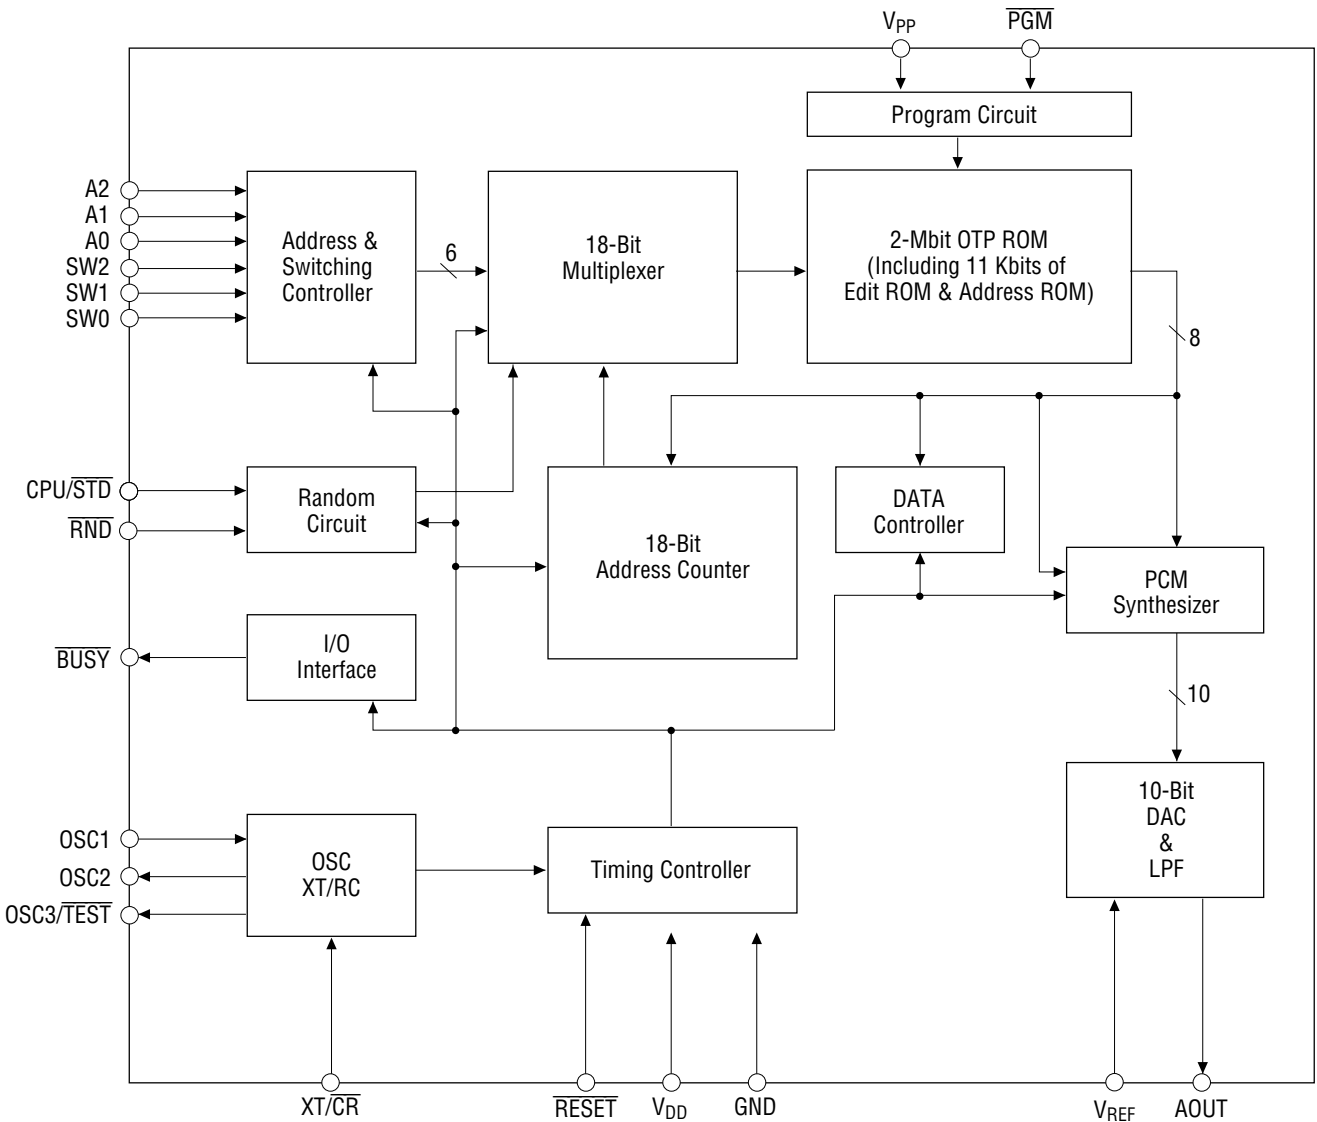 VPP
PGM
Program Circuit
A2
A1
A0
SW2
SW1
SW0
Address &
Switching
Controller
6
18-Bit
Multiplexer
2-Mbit OTP ROM
(Including 11 Kbits of
Edit ROM & Address ROM)
8
CPU/STD
RND
Random
Circuit
18-Bit
Address Counter
DATA
Controller
PCM
Synthesizer
BUSY
I/O
Interface
10
OSC1
OSC2
OSC3/TEST
OSC
XT/RC
Timing Controller
10-Bit
DAC
&
LPF
XT/CR
RESET
VDD
GND
VREF
AOUT